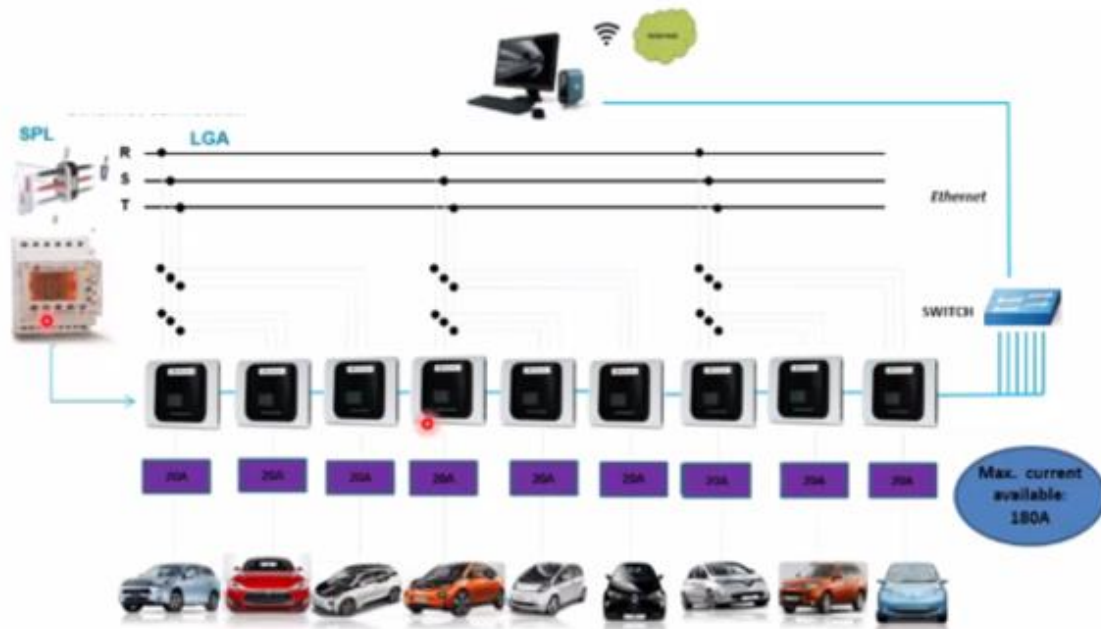 SPL
LGA
R
S
T
Ethernet
SWITCH
20A
20A
20A
20A
20A
20A
20A
20A
20A
Max. current
available:
180A